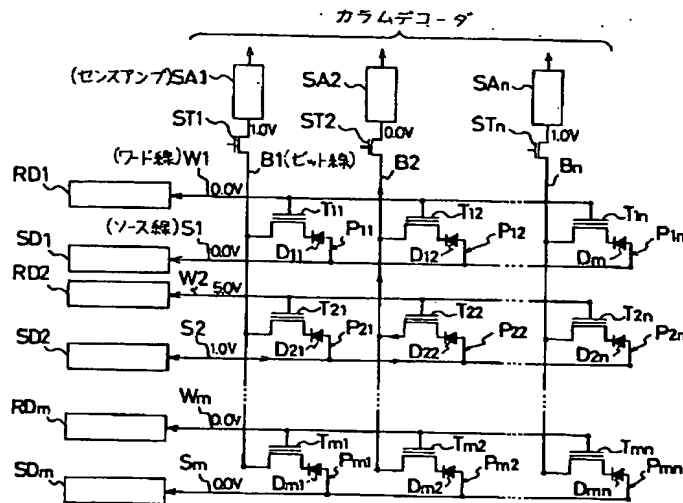 カラムデコーダ
(センスアンプ)SA1 SA2 SAn
ST1 1.0V ST2 0.0V STn 1.0V
(ワード線)W1 B1(ビット線) B2 Bn
RD1 0.0V
T11 T12 T1n
(ソース線)S1 P11 P12 P1n
SD1 0.0V D11 D12 Dm
RD2 W2 5.0V
T21 T22 T2n
S2 P21 P22 P2n
SD2 1.0V D21 D22 D2n
Wm
RDm 0.0V
Tm1 Tm2 Tmn
Sm Pm1 Pm2 Pmn
SDm 0.0V Dm1 Dm2 Dmn